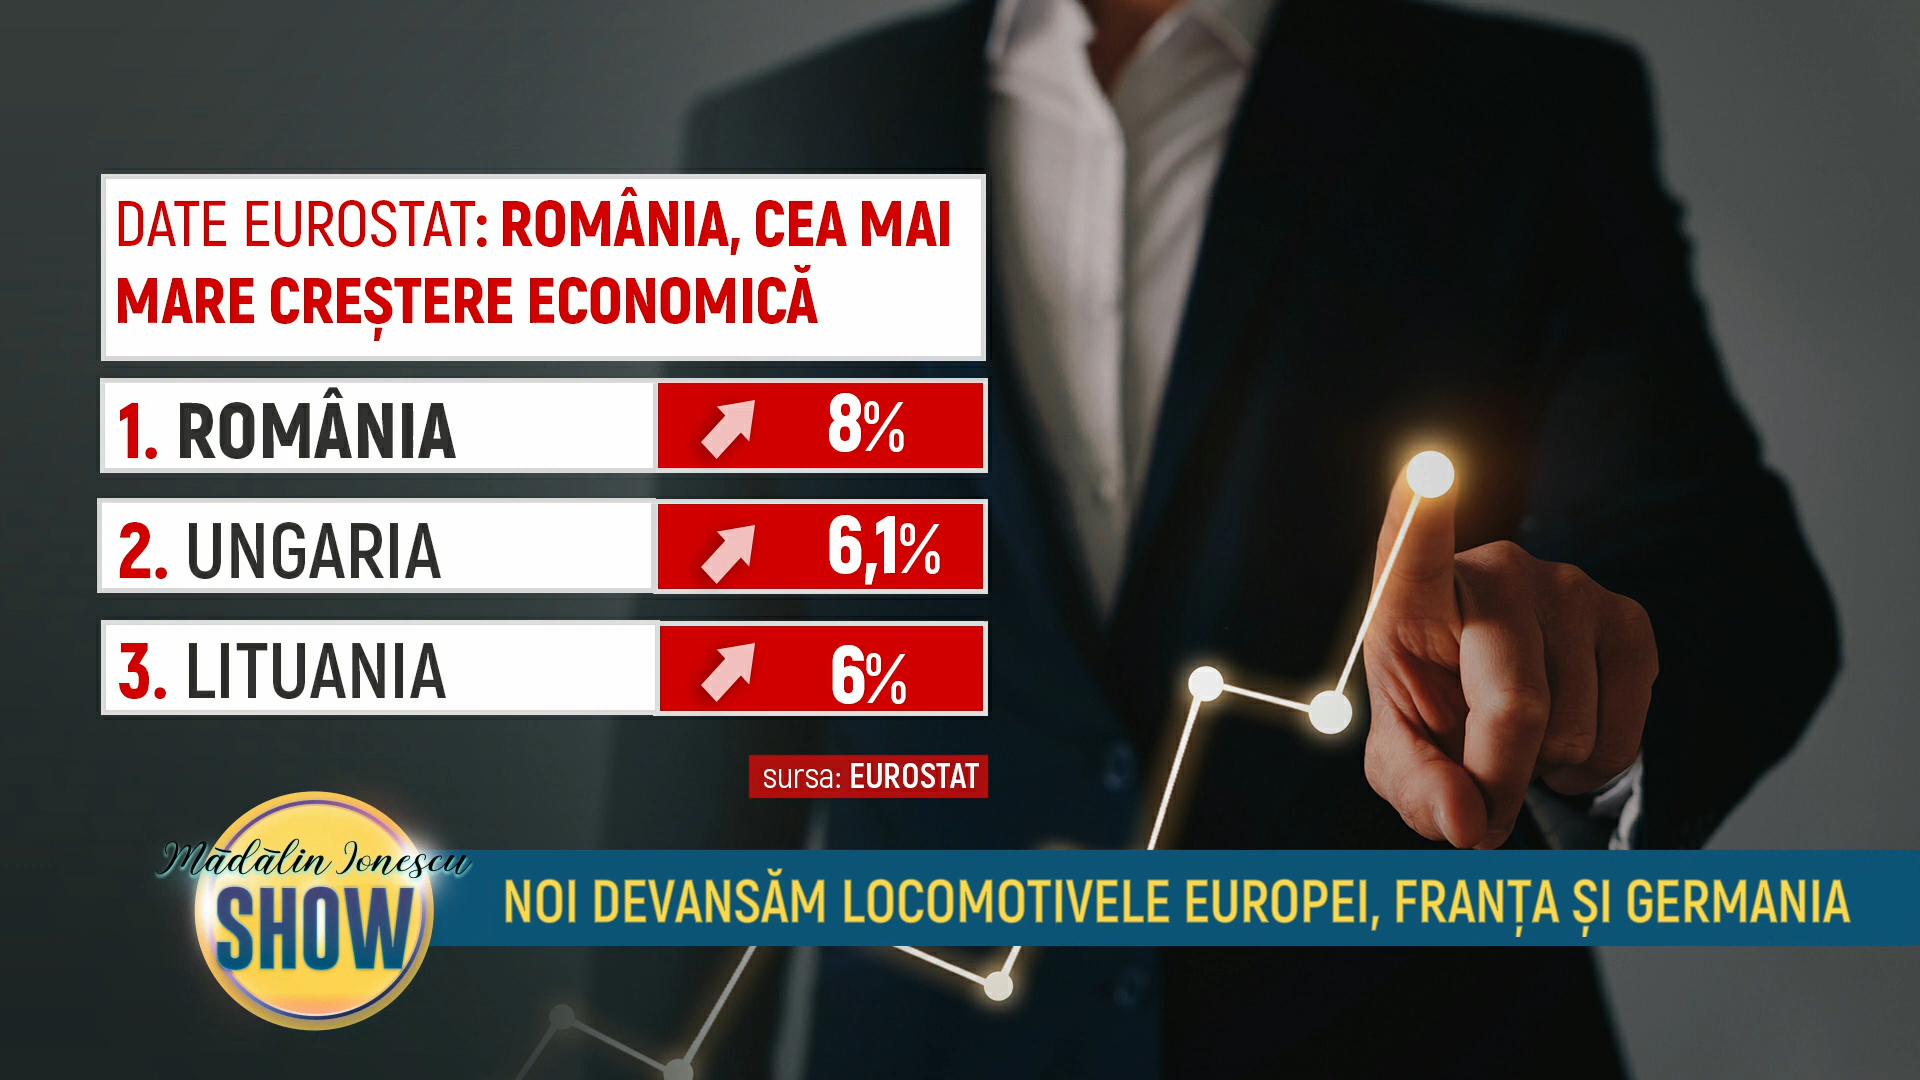 DATE EUROSTAT: ROMÂNIA, CEA MAI
MARE CREȘTERE ECONOMICĂ
1. ROMÂNIA 8%
2. UNGARIA 6,1%
3. LITUANIA 6%
sursa: EUROSTAT
Mădălin Ionescu
SHOW
NOI DEVANSĂM LOCOMOTIVELE EUROPEI, FRANȚA ȘI GERMANIA